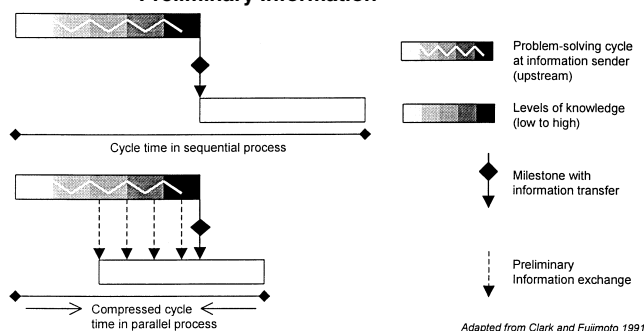 Preliminary Information
Problem-solving cycle
at information sender
(upstream)
Levels of knowledge
(low to high)
Cycle time in sequential process
Milestone with
information transfer
Preliminary
Information exchange
Compressed cycle
time in parallel process
Adapted from Clark and Fujimoto 1991